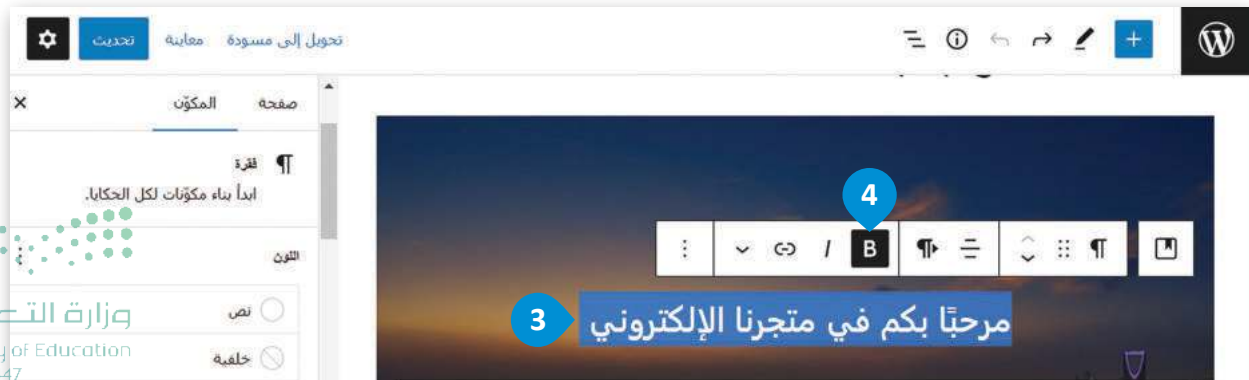 تحويل إلى مسودة معاينة تحديث
صفحة المكوّن
فقرة
ابدأ بناء مكوّنات لكل الحكايا.
اللون
نص
خلفية
4
B I
3 مرحبًا بكم في متجرنا الإلكتروني
وزارة
of Education
47